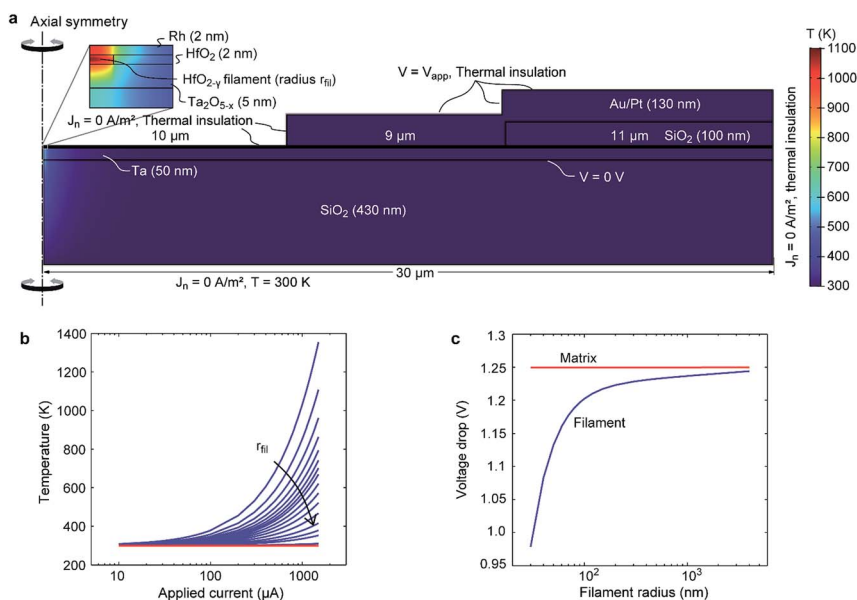 a
Axial symmetry
Rh (2 nm)
HfO₂ (2 nm)
HfO₂₋ᵧ filament (radius r_fil)
Ta₂O₅₋ₓ (5 nm)
Jₙ = 0 A/m², Thermal insulation
V = V_app, Thermal insulation
Au/Pt (130 nm)
10 µm
9 µm
11 µm
SiO₂ (100 nm)
Ta (50 nm)
V = 0 V
SiO₂ (430 nm)
30 µm
Jₙ = 0 A/m², T = 300 K
Jₙ = 0 A/m², thermal insulation
T (K)
1100
1000
900
800
700
600
500
400
300
b
1400
1200
1000
800
600
400
200
Temperature (K)
r_fil
10
100
1000
Applied current (µA)
c
1.30
1.25
1.2
1.15
1.1
1.05
1.0
0.95
Voltage drop (V)
Matrix
Filament
10²
10³
Filament radius (nm)